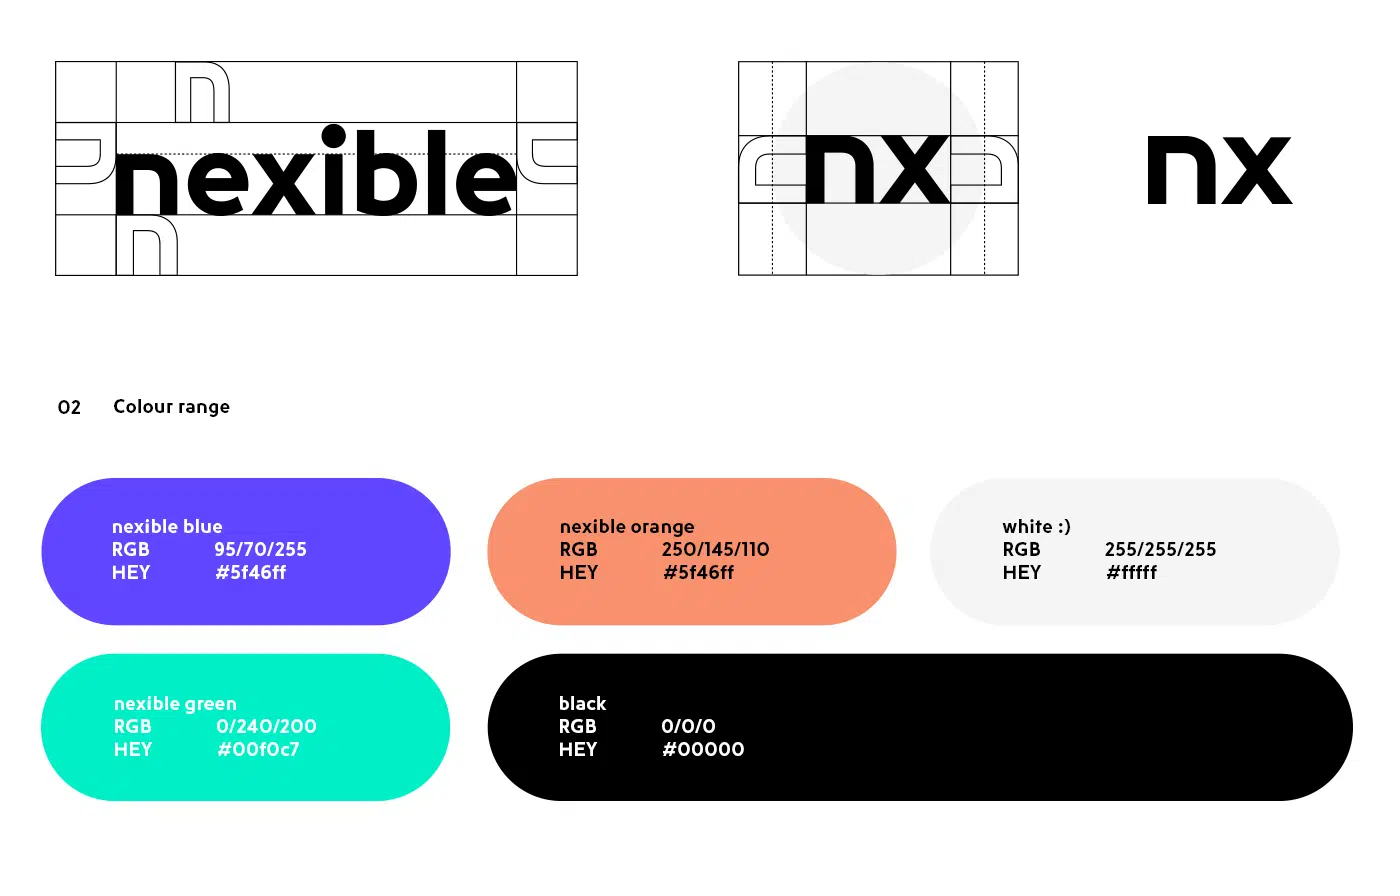 nexible
nx
nx
02 Colour range
nexible blue
RGB 95/70/255
HEY #5f46ff
nexible orange
RGB 250/145/110
HEY #5f46ff
white :)
RGB 255/255/255
HEY #fffff
nexible green
RGB 0/240/200
HEY #00f0c7
black
RGB 0/0/0
HEY #00000